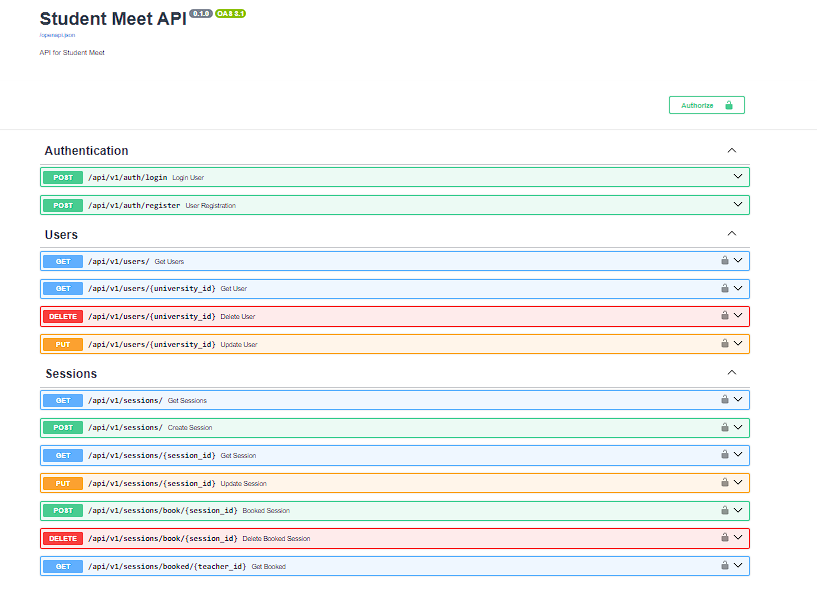 Student Meet API 0.1.0 OAS 3.1
/openapi.json
API for Student Meet
Authorize
Authentication
POST /api/v1/auth/login Login User
POST /api/v1/auth/register User Registration
Users
GET /api/v1/users/ Get Users
GET /api/v1/users/{university_id} Get User
DELETE /api/v1/users/{university_id} Delete User
PUT /api/v1/users/{university_id} Update User
Sessions
GET /api/v1/sessions/ Get Sessions
POST /api/v1/sessions/ Create Session
GET /api/v1/sessions/{session_id} Get Session
PUT /api/v1/sessions/{session_id} Update Session
POST /api/v1/sessions/book/{session_id} Booked Session
DELETE /api/v1/sessions/book/{session_id} Delete Booked Session
GET /api/v1/sessions/booked/{teacher_id} Get Booked